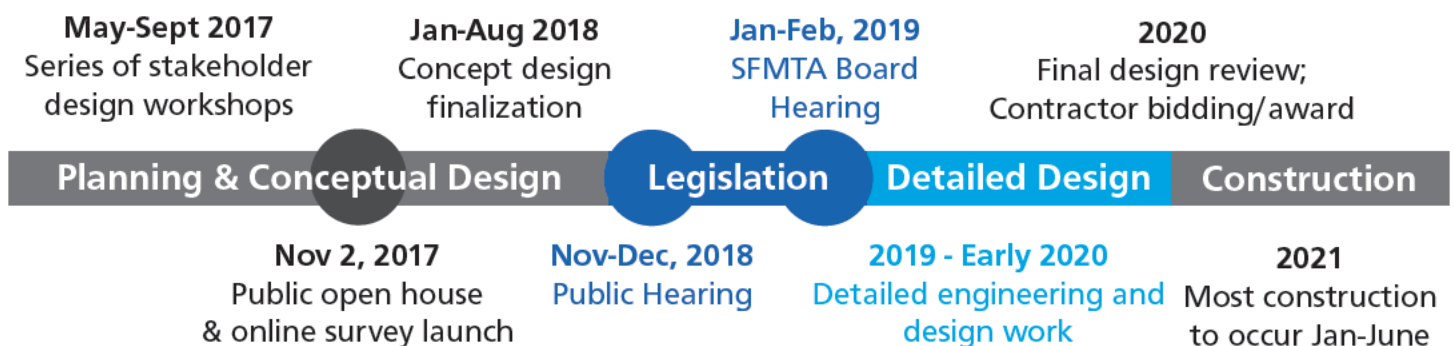 May-Sept 2017
Series of stakeholder
design workshops
Jan-Aug 2018
Concept design
finalization
Jan-Feb, 2019
SFMTA Board
Hearing
2020
Final design review;
Contractor bidding/award
Planning & Conceptual Design
Legislation
Detailed Design
Construction
Nov 2, 2017
Public open house
& online survey launch
Nov-Dec, 2018
Public Hearing
2019 - Early 2020
Detailed engineering and
design work
2021
Most construction
to occur Jan-June